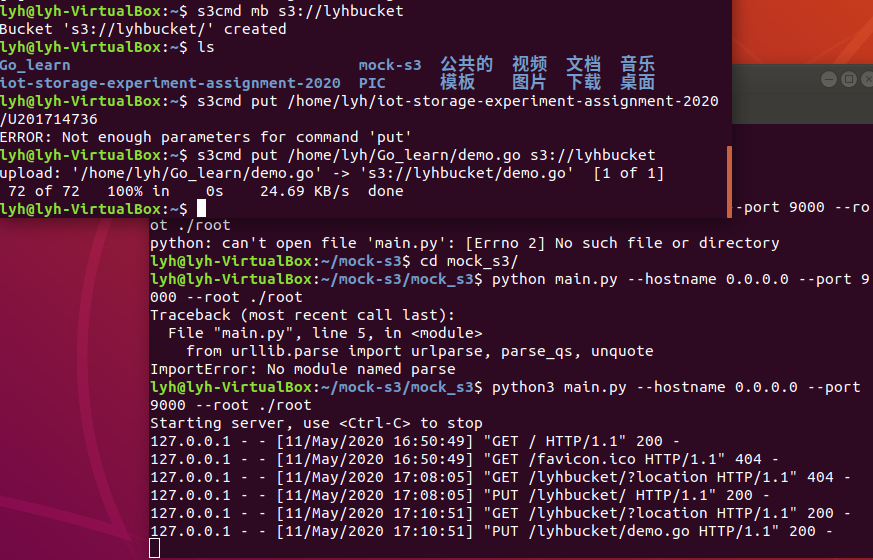 lyh@lyh-VirtualBox:~$ s3cmd mb s3://lyhbucket
Bucket 's3://lyhbucket/' created
lyh@lyh-VirtualBox:~$ ls
Go_learn mock-s3 公共的 视频 文档 音乐
iot-storage-experiment-assignment-2020 PIC 模板 图片 下载 桌面
lyh@lyh-VirtualBox:~$ s3cmd put /home/lyh/iot-storage-experiment-assignment-2020
/U201714736
ERROR: Not enough parameters for command 'put'
lyh@lyh-VirtualBox:~$ s3cmd put /home/lyh/Go_learn/demo.go s3://lyhbucket
upload: '/home/lyh/Go_learn/demo.go' -> 's3://lyhbucket/demo.go' [1 of 1]
72 of 72 100% in 0s 24.69 KB/s done
lyh@lyh-VirtualBox:~$
--port 9000 --ro
ot ./root
python: can't open file 'main.py': [Errno 2] No such file or directory
lyh@lyh-VirtualBox:~/mock-s3$ cd mock_s3/
lyh@lyh-VirtualBox:~/mock-s3/mock_s3$ python main.py --hostname 0.0.0.0 --port 9
000 --root ./root
Traceback (most recent call last):
File "main.py", line 5, in <module>
from urllib.parse import urlparse, parse_qs, unquote
ImportError: No module named parse
lyh@lyh-VirtualBox:~/mock-s3/mock_s3$ python3 main.py --hostname 0.0.0.0 --port
9000 --root ./root
Starting server, use <Ctrl-C> to stop
127.0.0.1 - - [11/May/2020 16:50:49] "GET / HTTP/1.1" 200 -
127.0.0.1 - - [11/May/2020 16:50:49] "GET /favicon.ico HTTP/1.1" 404 -
127.0.0.1 - - [11/May/2020 17:08:05] "GET /lyhbucket/?location HTTP/1.1" 404 -
127.0.0.1 - - [11/May/2020 17:08:05] "PUT /lyhbucket/ HTTP/1.1" 200 -
127.0.0.1 - - [11/May/2020 17:10:51] "GET /lyhbucket/?location HTTP/1.1" 200 -
127.0.0.1 - - [11/May/2020 17:10:51] "PUT /lyhbucket/demo.go HTTP/1.1" 200 -